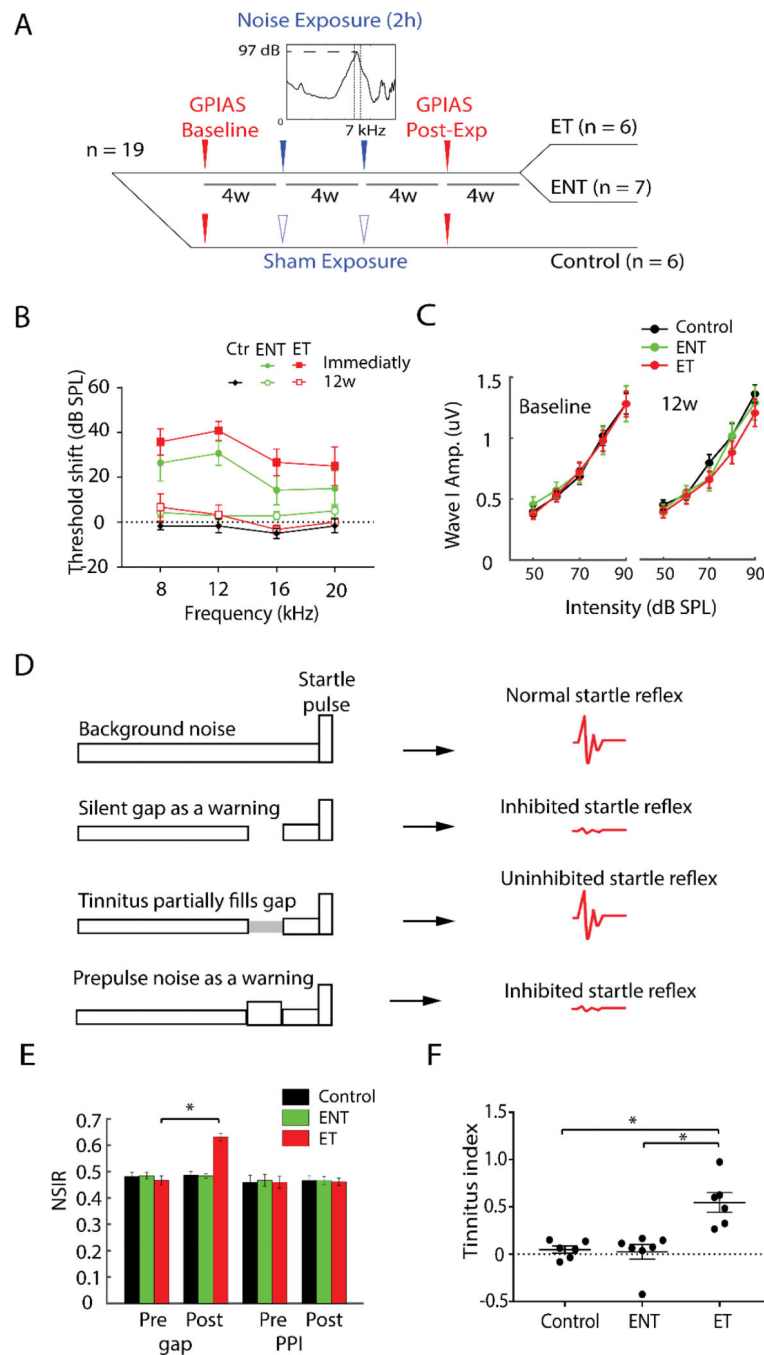 A
Noise Exposure (2h)
97 dB
0
7 kHz
GPIAS
Baseline
GPIAS
Post-Exp
n = 19
ET (n = 6)
ENT (n = 7)
4w 4w 4w 4w
Sham Exposure
Control (n = 6)
B
Ctr ENT ET
Immediatly
12w
Threshold shift (dB SPL)
60
40
20
0
-20
8 12 16 20
Frequency (kHz)
C
Control
ENT
ET
Baseline
12w
Wave I Amp. (uV)
1.5
1
0.5
0
50 70 90 50 70 90
Intensity (dB SPL)
D
Startle
pulse
Background noise
Normal startle reflex
Silent gap as a warning
Inhibited startle reflex
Tinnitus partially fills gap
Uninhibited startle reflex
Prepulse noise as a warning
Inhibited startle reflex
E
Control
ENT
ET
*
NSIR
0.7
0.6
0.5
0.4
0.3
0.2
0.1
0
Pre Post Pre Post
gap PPI
F
*
*
Tinnitus index
1.5
1.0
0.5
0
-0.5
Control ENT ET